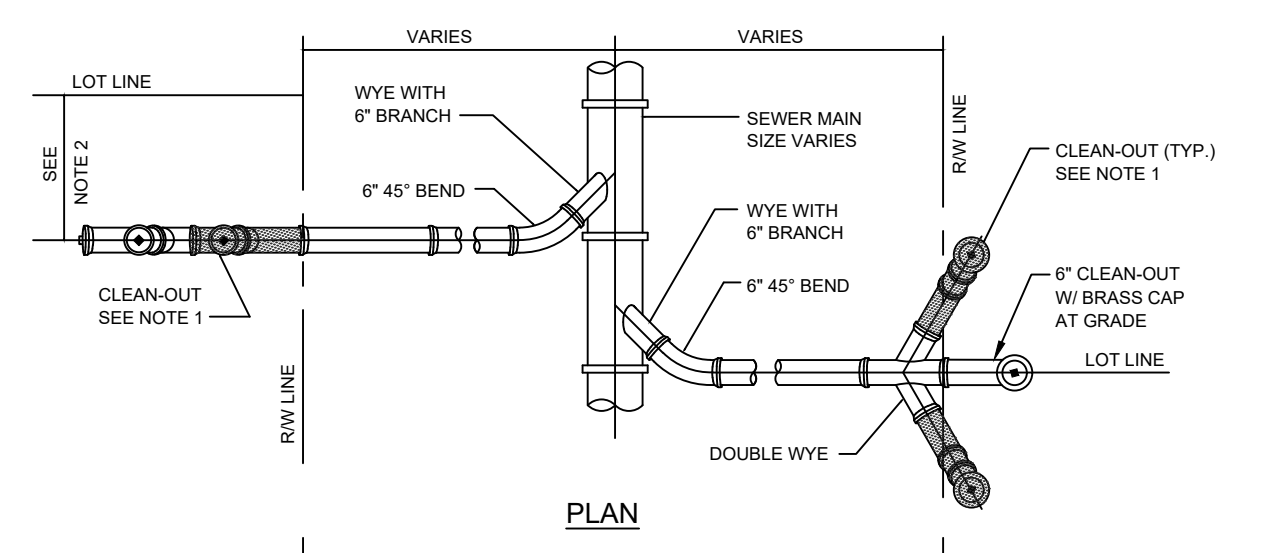 VARIES
VARIES
LOT LINE
WYE WITH
6" BRANCH
SEWER MAIN
SIZE VARIES
R/W LINE
CLEAN-OUT (TYP.)
SEE NOTE 1
SEE
NOTE 2
6" 45° BEND
WYE WITH
6" BRANCH
6" 45° BEND
CLEAN-OUT
SEE NOTE 1
6" CLEAN-OUT
W/ BRASS CAP
AT GRADE
LOT LINE
R/W LINE
DOUBLE WYE
PLAN